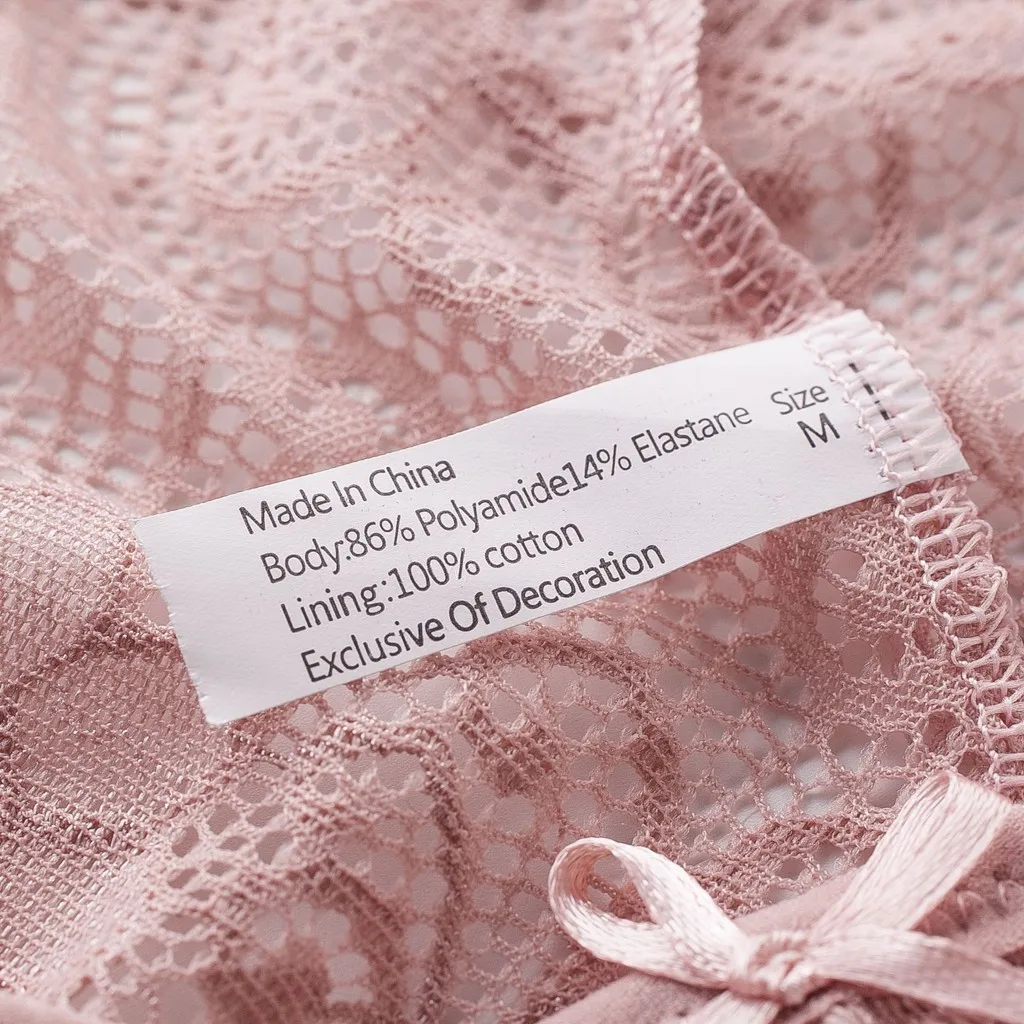 Made In China
Body:86% Polyamide14% Elastane
Lining:100% cotton
Exclusive Of Decoration
Size
M